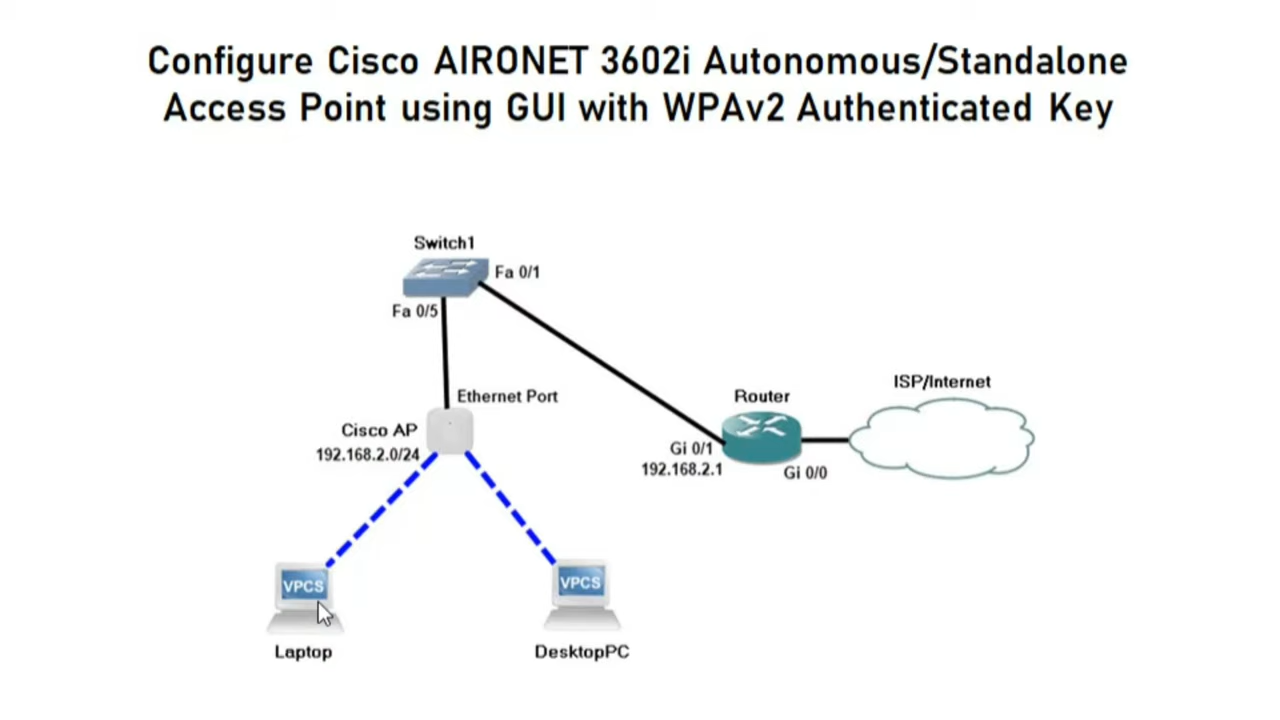 Configure Cisco AIRONET 3602i Autonomous/Standalone
Access Point using GUI with WPAv2 Authenticated Key
Switch1
Fa 0/1
Fa 0/5
Ethernet Port
Cisco AP
192.168.2.0/24
Router
Gi 0/1
192.168.2.1
Gi 0/0
ISP/Internet
VPCS
Laptop
VPCS
DesktopPC